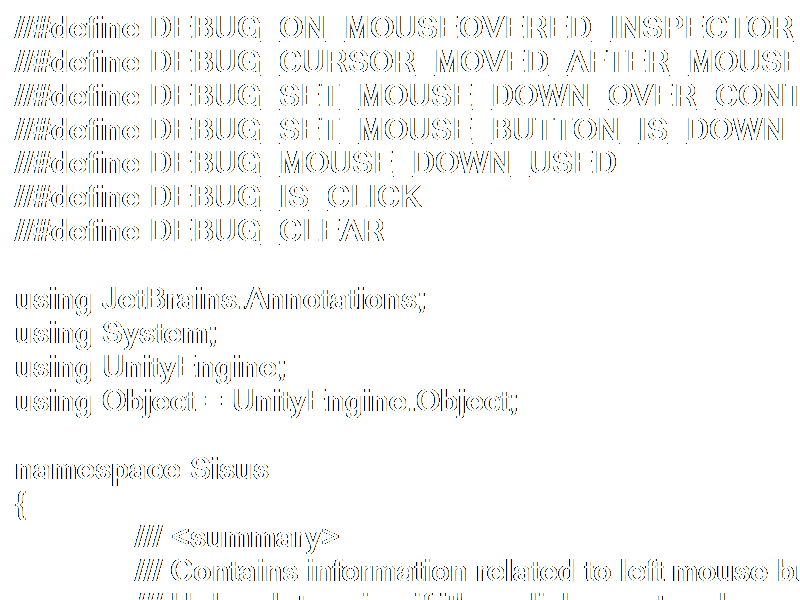 //#define DEBUG_ON_MOUSEOVERED_INSPECTOR
//#define DEBUG_CURSOR_MOVED_AFTER_MOUSE
//#define DEBUG_SET_MOUSE_DOWN_OVER_CONT
//#define DEBUG_SET_MOUSE_BUTTON_IS_DOWN
//#define DEBUG_MOUSE_DOWN_USED
//#define DEBUG_IS_CLICK
//#define DEBUG_CLEAR
using JetBrains.Annotations;
using System;
using UnityEngine;
using Object = UnityEngine.Object;
namespace Sisus
{
/// <summary>
/// Contains information related to left mouse bu